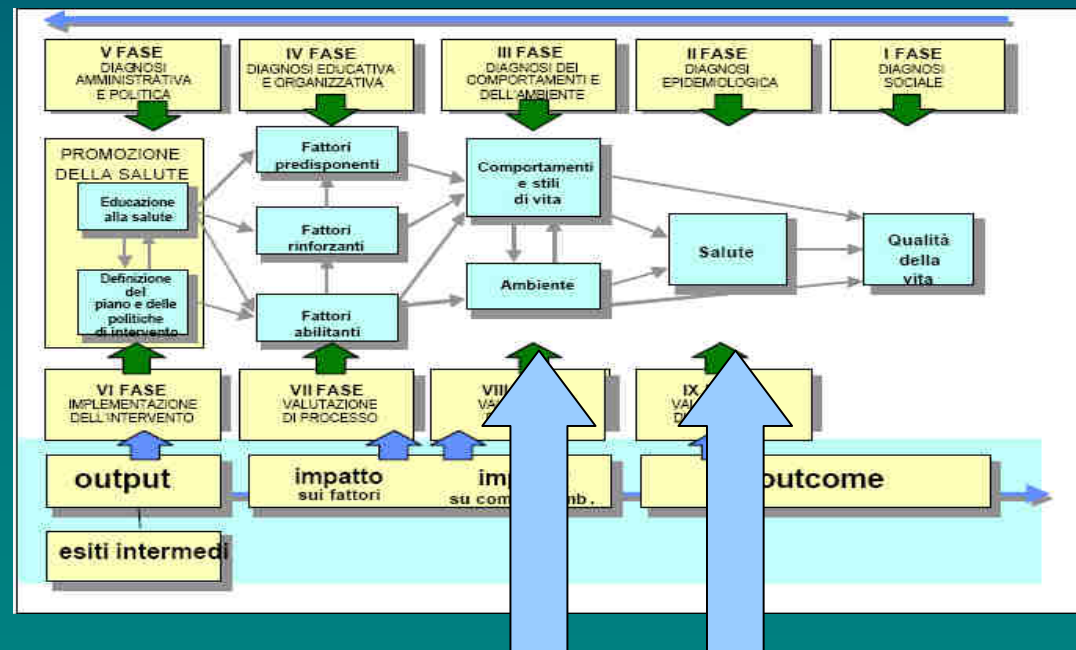 V FASE
DIAGNOSI
AMMINISTRATIVA
E POLITICA
IV FASE
DIAGNOSI EDUCATIVA
E ORGANIZZATIVA
III FASE
DIAGNOSI DEI
COMPORTAMENTI E
DELL'AMBIENTE
II FASE
DIAGNOSI
EPIDEMIOLOGICA
I FASE
DIAGNOSI
SOCIALE
PROMOZIONE
DELLA SALUTE
Educazione
alla salute
Definizione
del
piano e delle
politiche
di intervento
Fattori
predisponenti
Fattori
rinforzanti
Fattori
abilitanti
Comportamenti
e stili
di vita
Ambiente
Salute
Qualità
della
vita
VI FASE
IMPLEMENTAZIONE
DELL'INTERVENTO
VII FASE
VALUTAZIONE
DI PROCESSO
VIII
IX
output
impatto
sui fattori
su
outcome
esiti intermedi